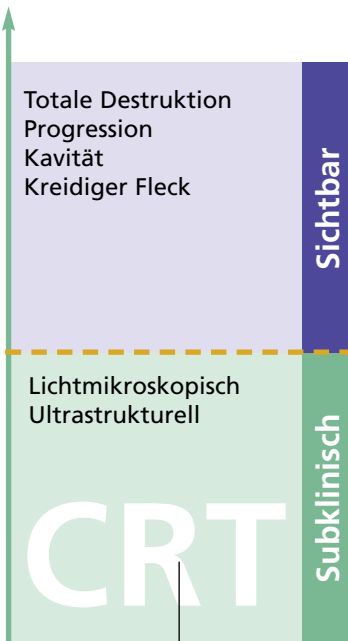 Totale Destruktion
Progression
Kavität
Kreidiger Fleck
Sichtbar
Lichtmikroskopisch
Ultrastrukturell
Subklinisch
CRT